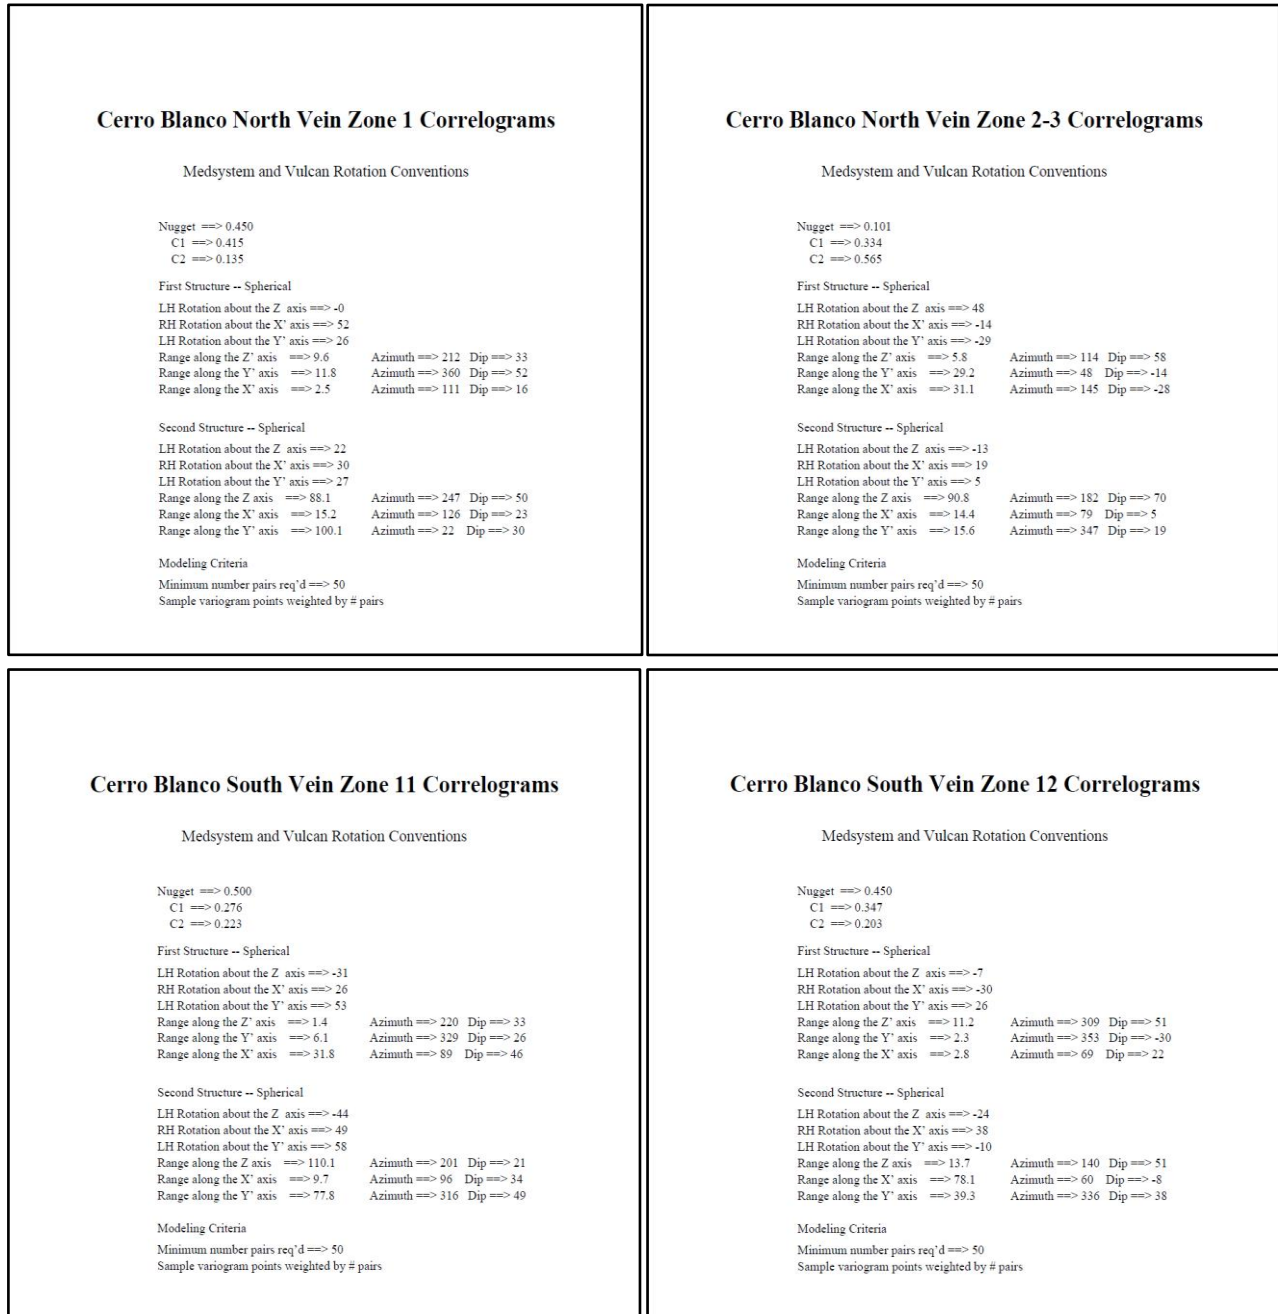 Cerro Blanco North Vein Zone 1 Correlograms
Medsystem and Vulcan Rotation Conventions
Nugget ==> 0.450
C1 ==> 0.415
C2 ==> 0.135
First Structure -- Spherical
LH Rotation about the Z axis ==> -0
RH Rotation about the X' axis ==> 52
LH Rotation about the Y' axis ==> 26
Range along the Z' axis ==> 9.6 Azimuth ==> 212 Dip ==> 33
Range along the Y' axis ==> 11.8 Azimuth ==> 360 Dip ==> 52
Range along the X' axis ==> 2.5 Azimuth ==> 111 Dip ==> 16
Second Structure -- Spherical
LH Rotation about the Z axis ==> 22
RH Rotation about the X' axis ==> 30
LH Rotation about the Y' axis ==> 27
Range along the Z axis ==> 88.1 Azimuth ==> 247 Dip ==> 50
Range along the X' axis ==> 15.2 Azimuth ==> 126 Dip ==> 23
Range along the Y' axis ==> 100.1 Azimuth ==> 22 Dip ==> 30
Modeling Criteria
Minimum number pairs req'd ==> 50
Sample variogram points weighted by # pairs
Cerro Blanco North Vein Zone 2-3 Correlograms
Medsystem and Vulcan Rotation Conventions
Nugget ==> 0.101
C1 ==> 0.334
C2 ==> 0.565
First Structure -- Spherical
LH Rotation about the Z axis ==> 48
RH Rotation about the X' axis ==> -14
LH Rotation about the Y' axis ==> -29
Range along the Z' axis ==> 5.8 Azimuth ==> 114 Dip ==> 58
Range along the Y' axis ==> 29.2 Azimuth ==> 48 Dip ==> -14
Range along the X' axis ==> 31.1 Azimuth ==> 145 Dip ==> -28
Second Structure -- Spherical
LH Rotation about the Z axis ==> -13
RH Rotation about the X' axis ==> 19
LH Rotation about the Y' axis ==> 5
Range along the Z axis ==> 90.8 Azimuth ==> 182 Dip ==> 70
Range along the X' axis ==> 14.4 Azimuth ==> 79 Dip ==> 5
Range along the Y' axis ==> 15.6 Azimuth ==> 347 Dip ==> 19
Modeling Criteria
Minimum number pairs req'd ==> 50
Sample variogram points weighted by # pairs
Cerro Blanco South Vein Zone 11 Correlograms
Medsystem and Vulcan Rotation Conventions
Nugget ==> 0.500
C1 ==> 0.276
C2 ==> 0.223
First Structure -- Spherical
LH Rotation about the Z axis ==> -31
RH Rotation about the X' axis ==> 26
LH Rotation about the Y' axis ==> 53
Range along the Z' axis ==> 1.4 Azimuth ==> 220 Dip ==> 33
Range along the Y' axis ==> 6.1 Azimuth ==> 329 Dip ==> 26
Range along the X' axis ==> 31.8 Azimuth ==> 89 Dip ==> 46
Second Structure -- Spherical
LH Rotation about the Z axis ==> -44
RH Rotation about the X' axis ==> 49
LH Rotation about the Y' axis ==> 58
Range along the Z axis ==> 110.1 Azimuth ==> 201 Dip ==> 21
Range along the X' axis ==> 9.7 Azimuth ==> 96 Dip ==> 34
Range along the Y' axis ==> 77.8 Azimuth ==> 316 Dip ==> 49
Modeling Criteria
Minimum number pairs req'd ==> 50
Sample variogram points weighted by # pairs
Cerro Blanco South Vein Zone 12 Correlograms
Medsystem and Vulcan Rotation Conventions
Nugget ==> 0.450
C1 ==> 0.347
C2 ==> 0.203
First Structure -- Spherical
LH Rotation about the Z axis ==> -7
RH Rotation about the X' axis ==> -30
LH Rotation about the Y' axis ==> 26
Range along the Z' axis ==> 11.2 Azimuth ==> 309 Dip ==> 51
Range along the Y' axis ==> 2.3 Azimuth ==> 353 Dip ==> -30
Range along the X' axis ==> 2.8 Azimuth ==> 69 Dip ==> 22
Second Structure -- Spherical
LH Rotation about the Z axis ==> -24
RH Rotation about the X' axis ==> 38
LH Rotation about the Y' axis ==> -10
Range along the Z axis ==> 13.7 Azimuth ==> 140 Dip ==> 51
Range along the X' axis ==> 78.1 Azimuth ==> 60 Dip ==> -8
Range along the Y' axis ==> 39.3 Azimuth ==> 336 Dip ==> 38
Modeling Criteria
Minimum number pairs req'd ==> 50
Sample variogram points weighted by # pairs